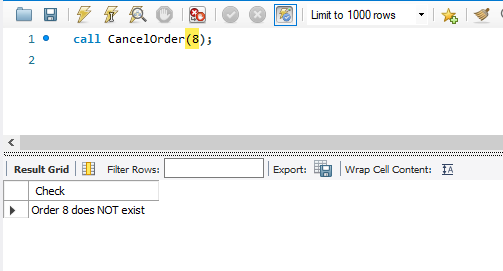 Limit to 1000 rows
1 call CancelOrder(8);
2
Result Grid Filter Rows: Export: Wrap Cell Content: IA
Check
Order 8 does NOT exist